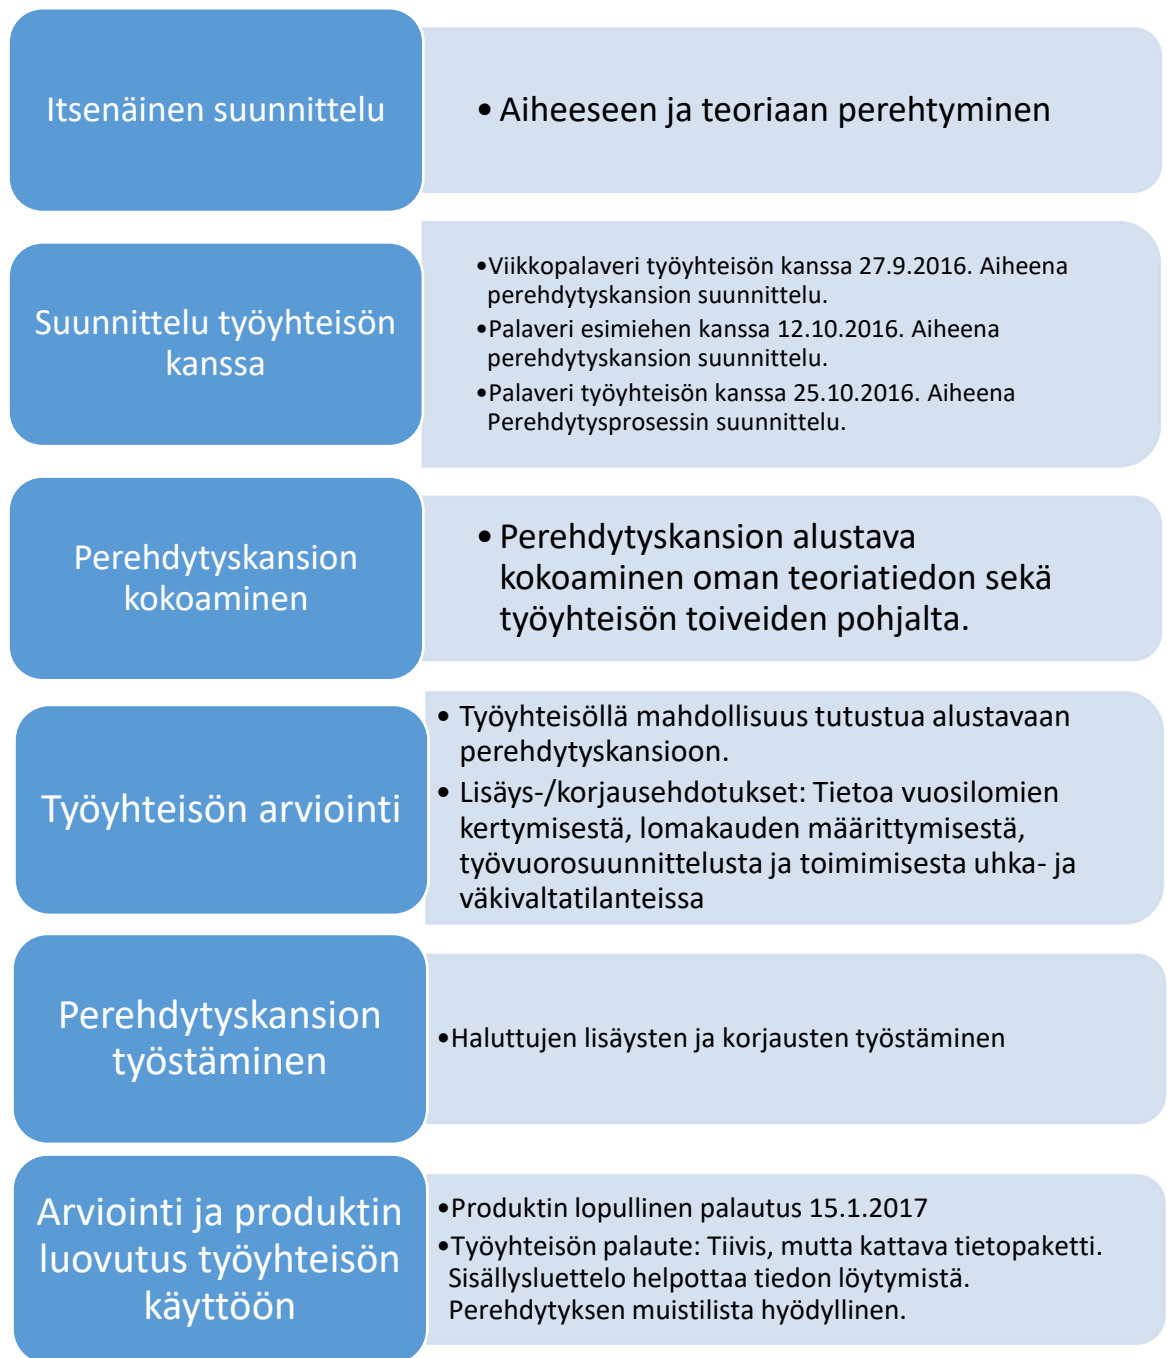 Itsenäinen suunnittelu
• Aiheeseen ja teoriaan perehtyminen
Suunnittelu työyhteisön
kanssa
•Viikkopalaveri työyhteisön kanssa 27.9.2016. Aiheena
perehdytyskansion suunnittelu.
•Palaveri esimiehen kanssa 12.10.2016. Aiheena
perehdytyskansion suunnittelu.
•Palaveri työyhteisön kanssa 25.10.2016. Aiheena
Perehdytysprosessin suunnittelu.
Perehdytyskansion
kokoaminen
• Perehdytyskansion alustava
kokoaminen oman teoriatiedon sekä
työyhteisön toiveiden pohjalta.
Työyhteisön arviointi
• Työyhteisöllä mahdollisuus tutustua alustavaan
perehdytyskansioon.
• Lisäys-/korjausehdotukset: Tietoa vuosilomien
kertymisestä, lomakauden määrittymisestä,
työvuorosuunnittelusta ja toimimisesta uhka- ja
väkivaltatilanteissa
Perehdytyskansion
työstäminen
•Haluttujen lisäysten ja korjausten työstäminen
Arviointi ja produktin
luovutus työyhteisön
käyttöön
•Produktin lopullinen palautus 15.1.2017
•Työyhteisön palaute: Tiivis, mutta kattava tietopaketti.
Sisällysluettelo helpottaa tiedon löytymistä.
Perehdytyksen muistilista hyödyllinen.